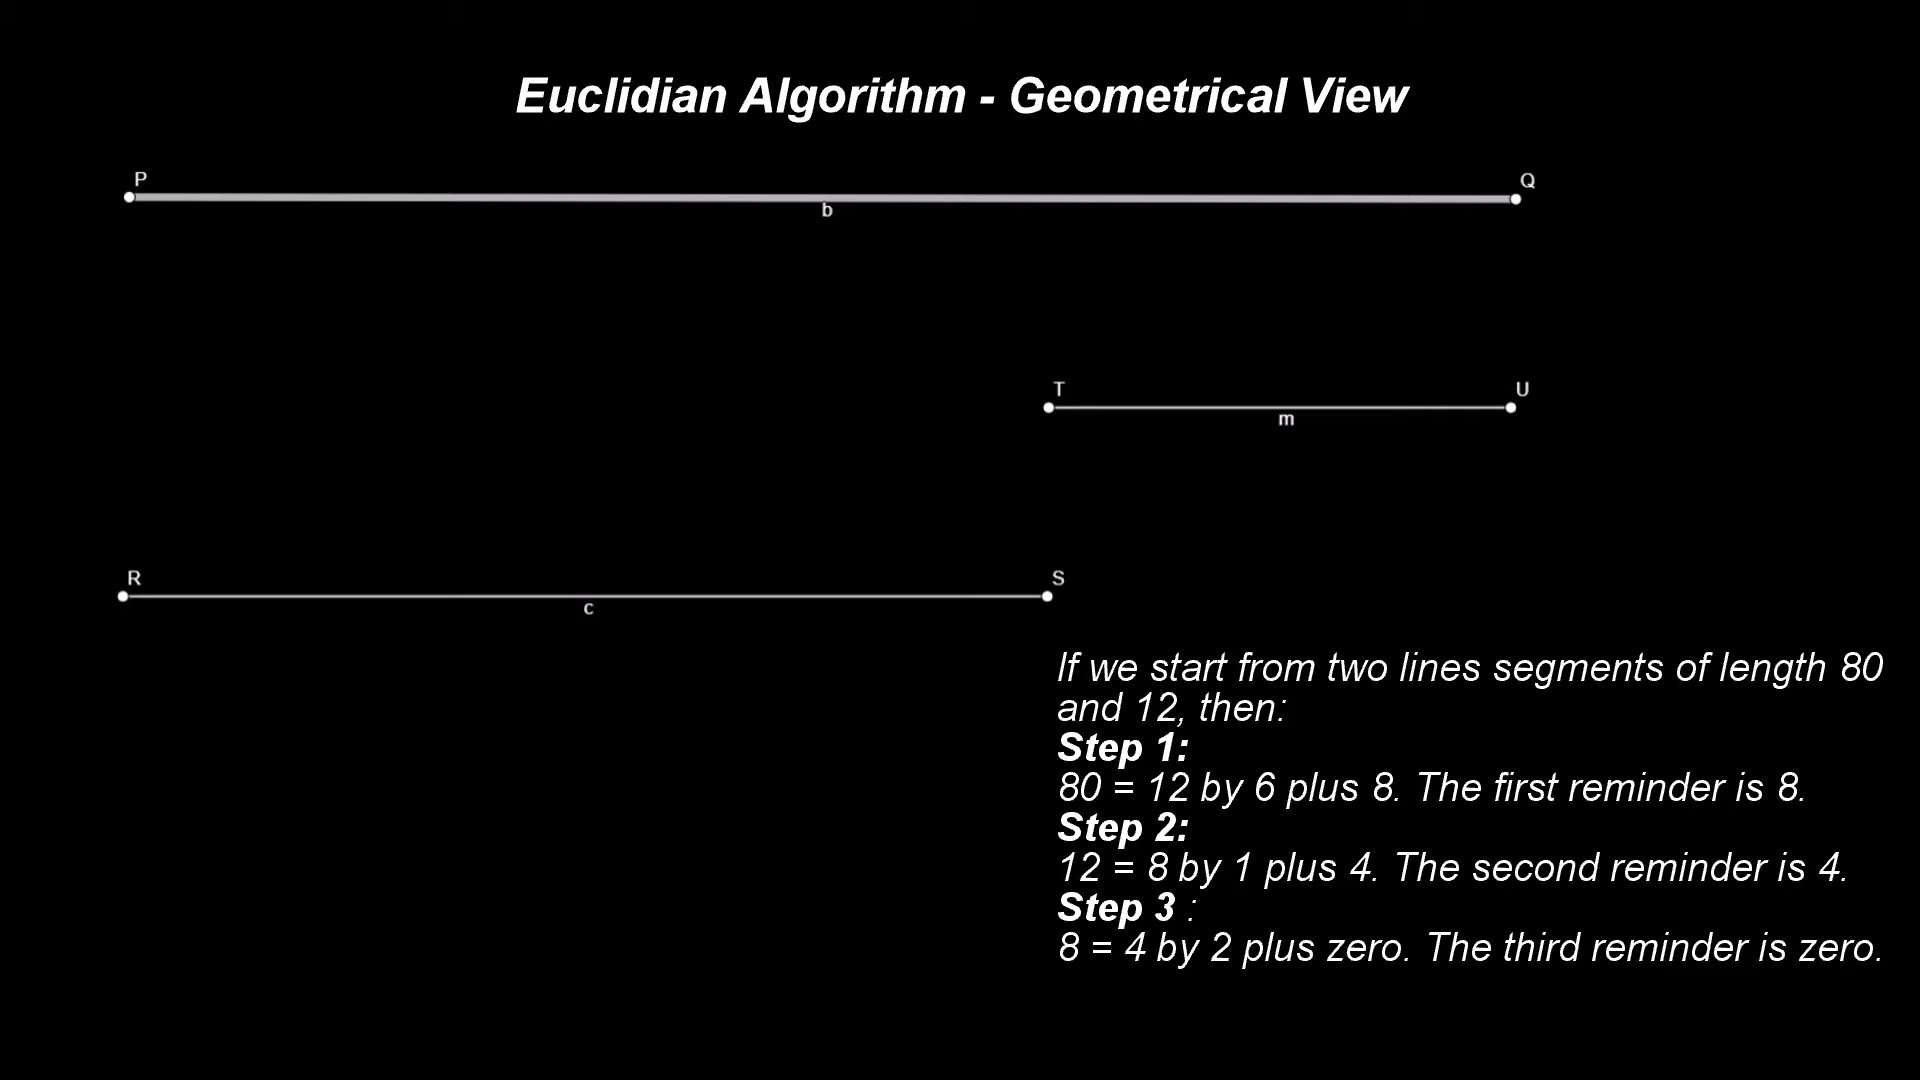 Euclidian Algorithm - Geometrical View
P
Q
b
T
U
m
R
S
c
If we start from two lines segments of length 80
and 12, then:
Step 1:
80 = 12 by 6 plus 8. The first reminder is 8.
Step 2:
12 = 8 by 1 plus 4. The second reminder is 4.
Step 3 :
8 = 4 by 2 plus zero. The third reminder is zero.